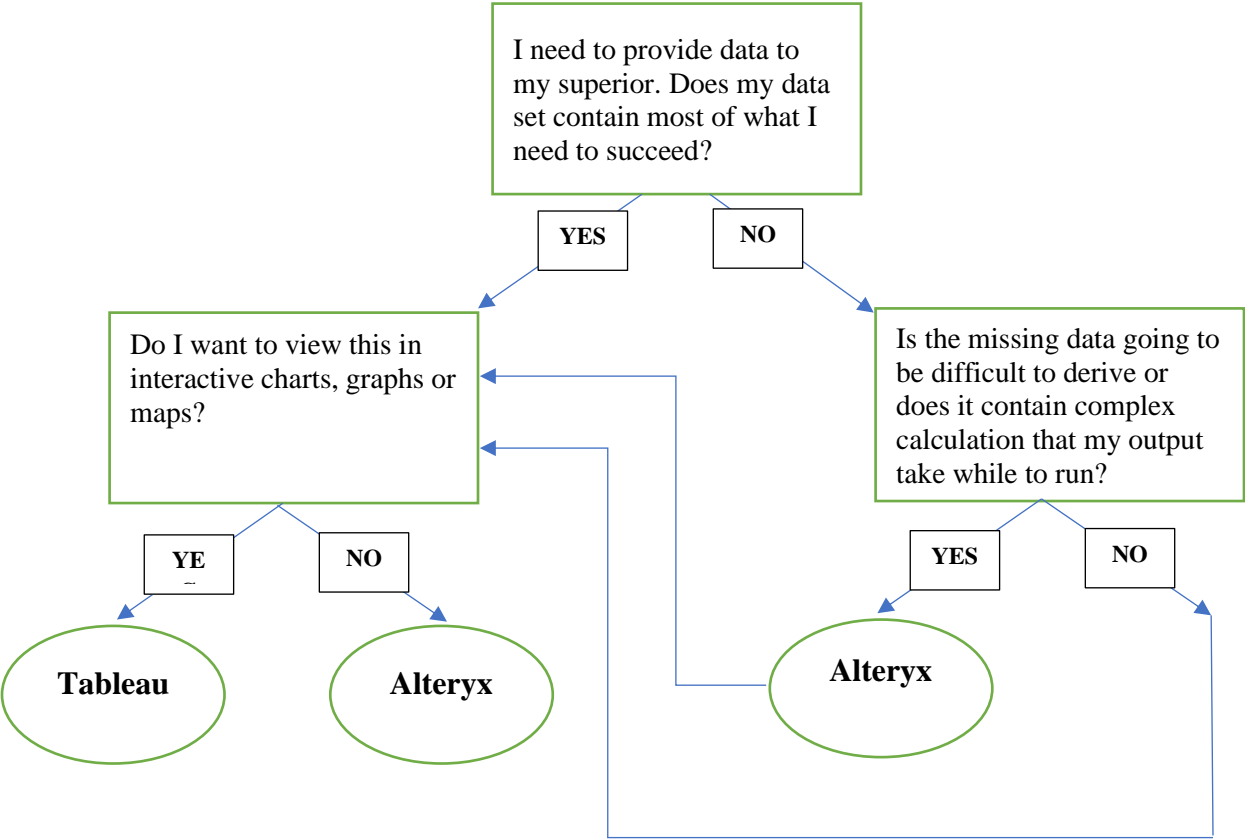 I need to provide data to
my superior. Does my data
set contain most of what I
need to succeed?
YES
NO
Do I want to view this in
interactive charts, graphs or
maps?
Is the missing data going to
be difficult to derive or
does it contain complex
calculation that my output
take while to run?
YE
NO
YES
NO
Tableau
Alteryx
Alteryx